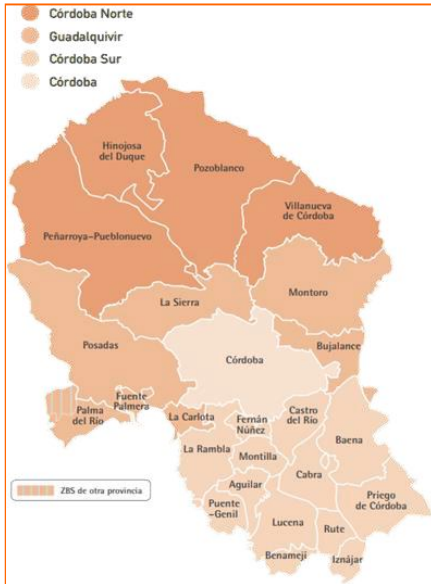 Córdoba Norte
Guadalquivir
Córdoba Sur
Córdoba
Hinojosa
del Duque
Pozoblanco
Villanueva
de Córdoba
Peñarroya-Pueblonuevo
La Sierra
Montoro
Posadas
Córdoba
Bujalance
Fuente
Palmera
Palma
del Río
La Carlota
Fernán
Núñez
Castro
del Río
La Rambla
Montilla
Baena
Cabra
Aguilar
Puente
-Genil
Priego
de Córdoba
Lucena
Rute
Benamejí
Iznájar
ZBS de otra provincia